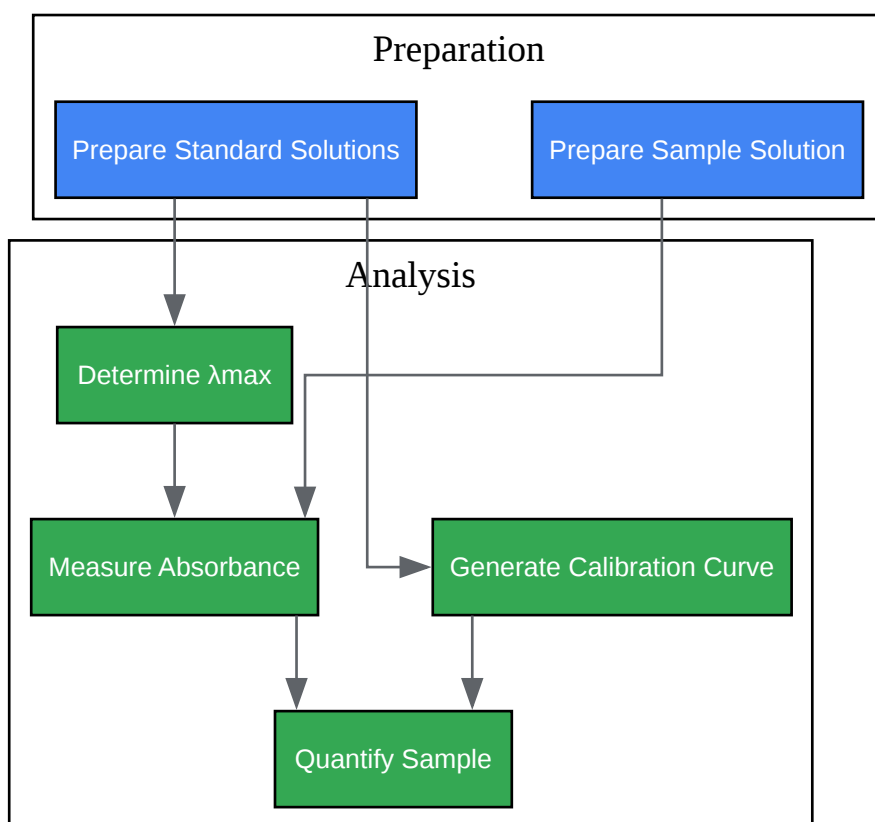 Preparation
Prepare Standard Solutions
Prepare Sample Solution
Analysis
Determine λmax
Measure Absorbance
Generate Calibration Curve
Quantify Sample